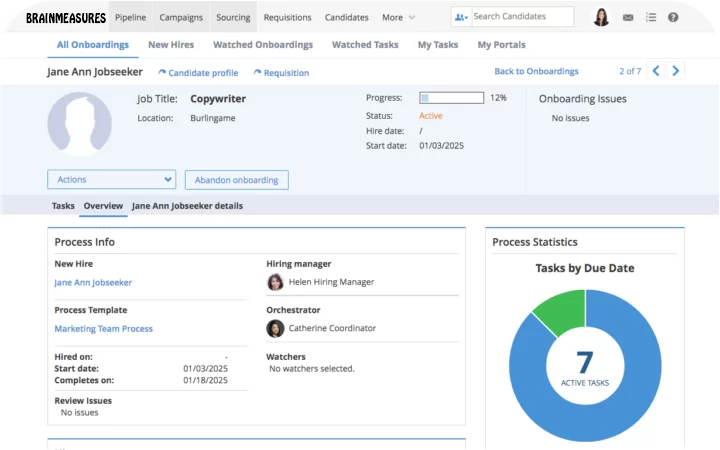 BRAINMEASURES Pipeline Campaigns Sourcing Requisitions Candidates More Search Candidates
All Onboardings New Hires Watched Onboardings Watched Tasks My Tasks My Portals
Jane Ann Jobseeker Candidate profile Requisition Back to Onboardings 2 of 7
Job Title: Copywriter
Location: Burlingame
Progress: 12%
Status: Active
Hire date: /
Start date: 01/03/2025
Onboarding Issues
No issues
Actions Abandon onboarding
Tasks Overview Jane Ann Jobseeker details
Process Info
New Hire
Jane Ann Jobseeker
Process Template
Marketing Team Process
Hired on: -
Start date: 01/03/2025
Completes on: 01/18/2025
Review Issues
No issues
Hiring manager
Helen Hiring Manager
Orchestrator
Catherine Coordinator
Watchers
No watchers selected.
Process Statistics
Tasks by Due Date
7
ACTIVE TASKS